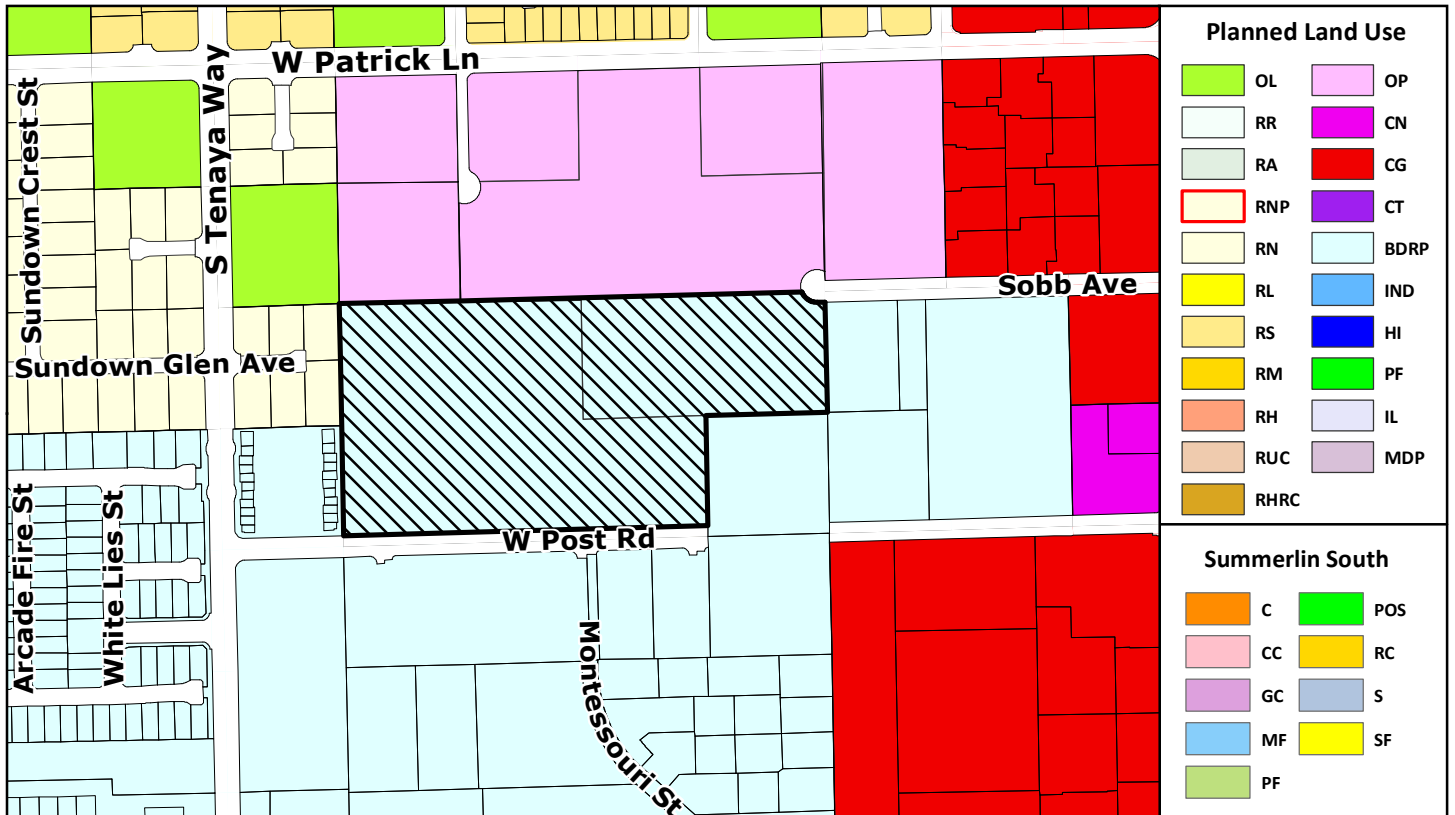 W Patrick Ln
S Tenaya Way
Sundown Crest St
Sobb Ave
Sundown Glen Ave
W Post Rd
Arcade Fire St
White Lies St
Montessouri St
Planned Land Use
OL OP
RR CN
RA CG
RNP CT
RN BDRP
RL IND
RS HI
RM PF
RH IL
RUC MDP
RHRC
Summerlin South
C POS
CC RC
GC S
MF SF
PF